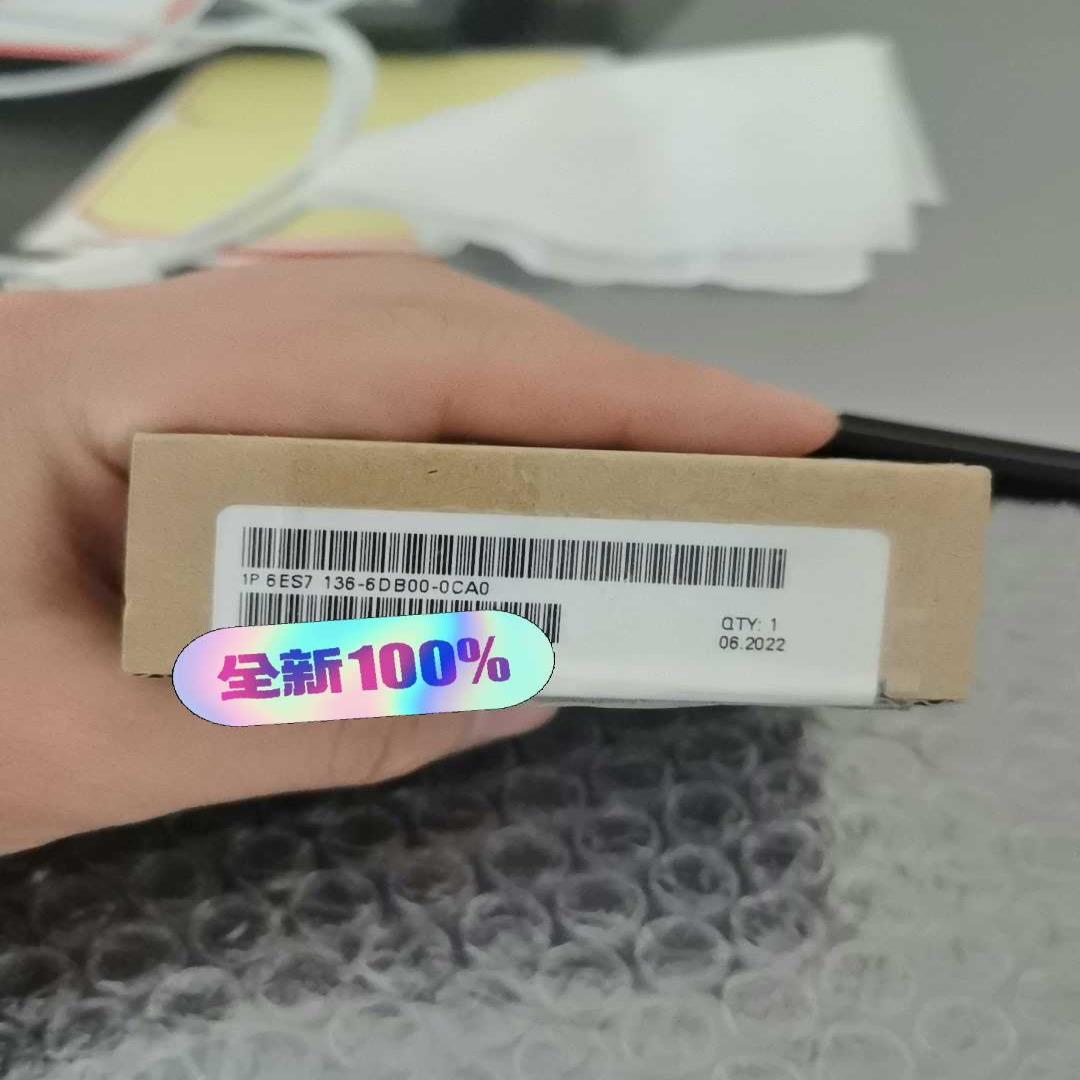 1P 6ES7 136-6DB00-0CA0
QTY: 1
06.2022
全新100%